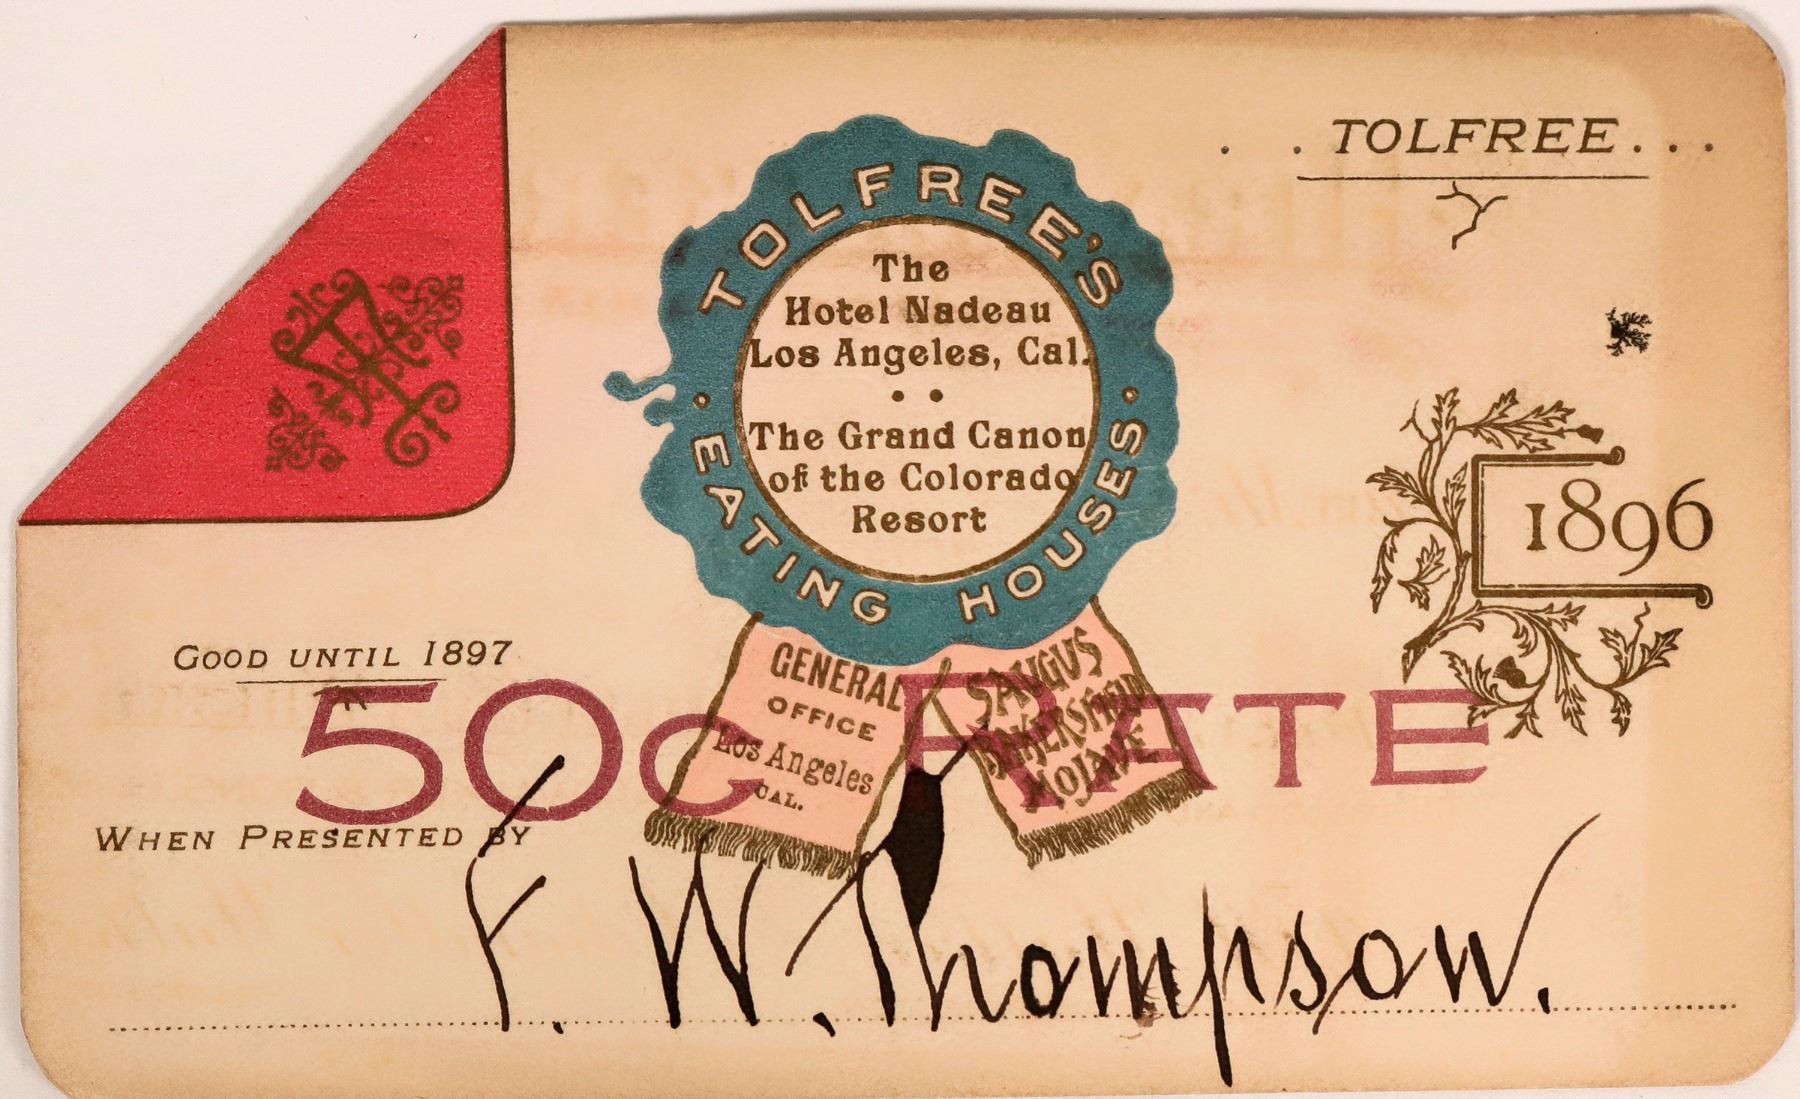 . . TOLFREE . . .
TOLFREE'S
The
Hotel Nadeau
Los Angeles, Cal.
The Grand Canon
of the Colorado
Resort
EATING HOUSES
1896
GOOD UNTIL 1897
GENERAL
OFFICE
Los Angeles
CAL.
SAUGUS
BAKERSFIELD
MOJAVE
50c RATE
WHEN PRESENTED BY
F. W. Thompson.